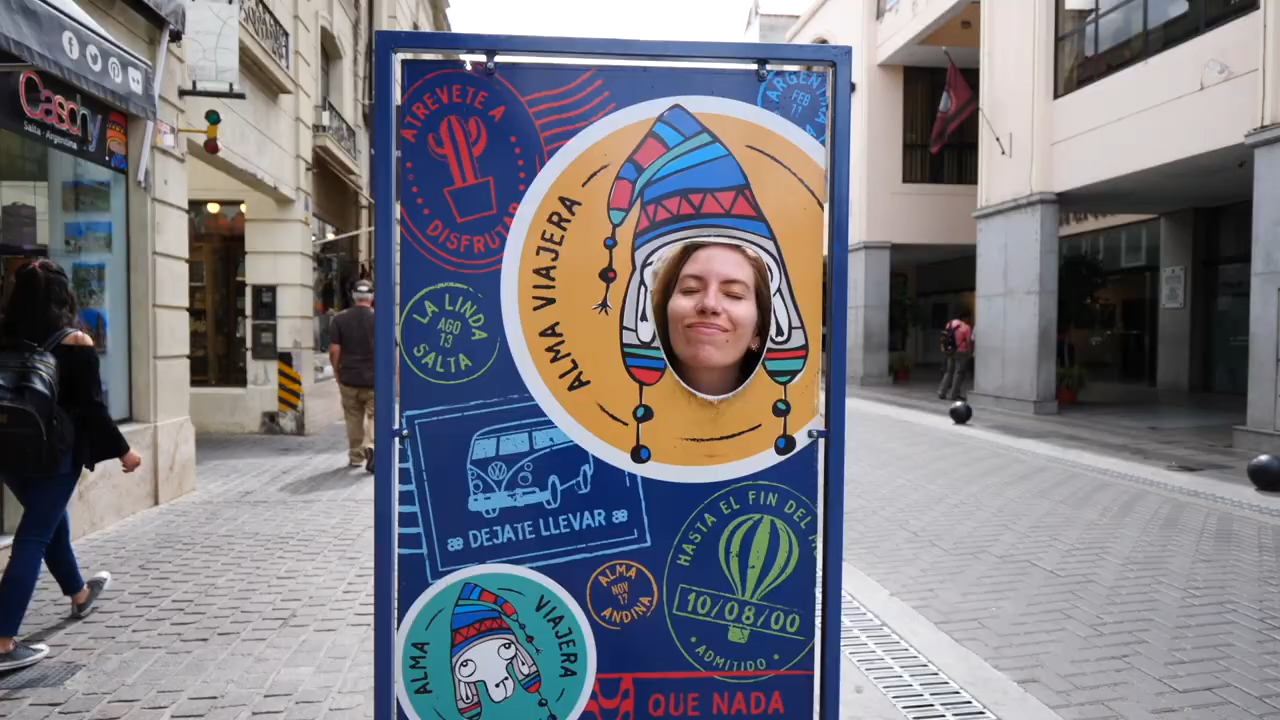 Caschy
Salta - Argentina
ATREVETE A
DISFRUTAR
ARGENTINA
FEB
11
ALMA VIAJERA
LA LINDA
AGO
13
SALTA
DEJATE LLEVAR
HASTA EL FIN DEL
10/08/00
ADMITIDO
ALMA
NOV
17
ANDINA
ALMA
VIAJERA
QUE NADA